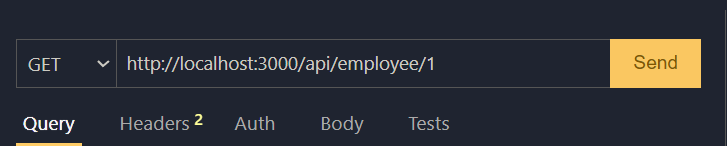 GET http://localhost:3000/api/employee/1 Send
Query Headers 2 Auth Body Tests